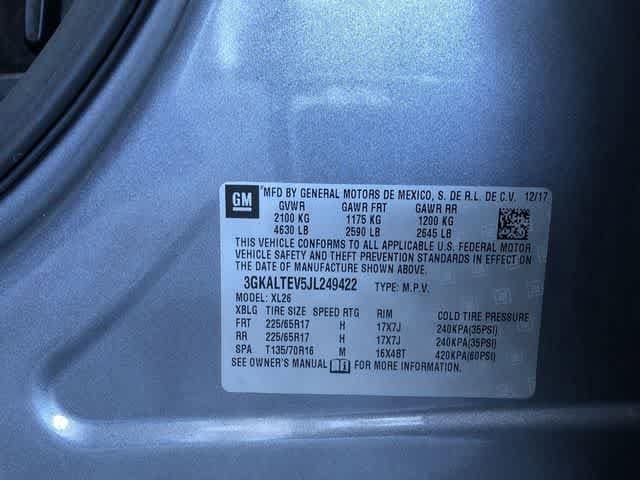 GM *MFD BY GENERAL MOTORS DE MEXICO, S. DE R.L. DE C.V. 12/17
GVWR GAWR FRT GAWR RR
2100 KG 1175 KG 1200 KG
4630 LB 2590 LB 2645 LB
THIS VEHICLE CONFORMS TO ALL APPLICABLE U.S. FEDERAL MOTOR
VEHICLE SAFETY AND THEFT PREVENTION STANDARDS IN EFFECT ON
THE DATE OF MANUFACTURE SHOWN ABOVE.
3GKALTEV5JL249422 TYPE: M.P.V.
MODEL: XL26
XBLG TIRE SIZE SPEED RTG RIM COLD TIRE PRESSURE
FRT 225/65R17 H 17X7J 240KPA(35PSI)
RR 225/65R17 H 17X7J 240KPA(35PSI)
SPA T135/70R16 M 16X4BT 420KPA(60PSI)
SEE OWNER'S MANUAL FOR MORE INFORMATION.